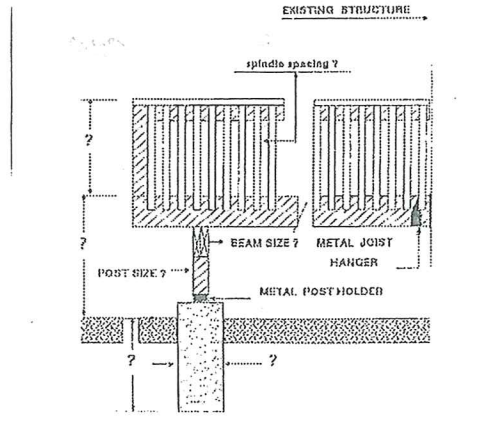 EXISTING STRUCTURE
spindle spacing ?
?
?
BEAM SIZE ?
METAL JOIST
HANGER
POST SIZE ?
METAL POST HOLDER
?
?